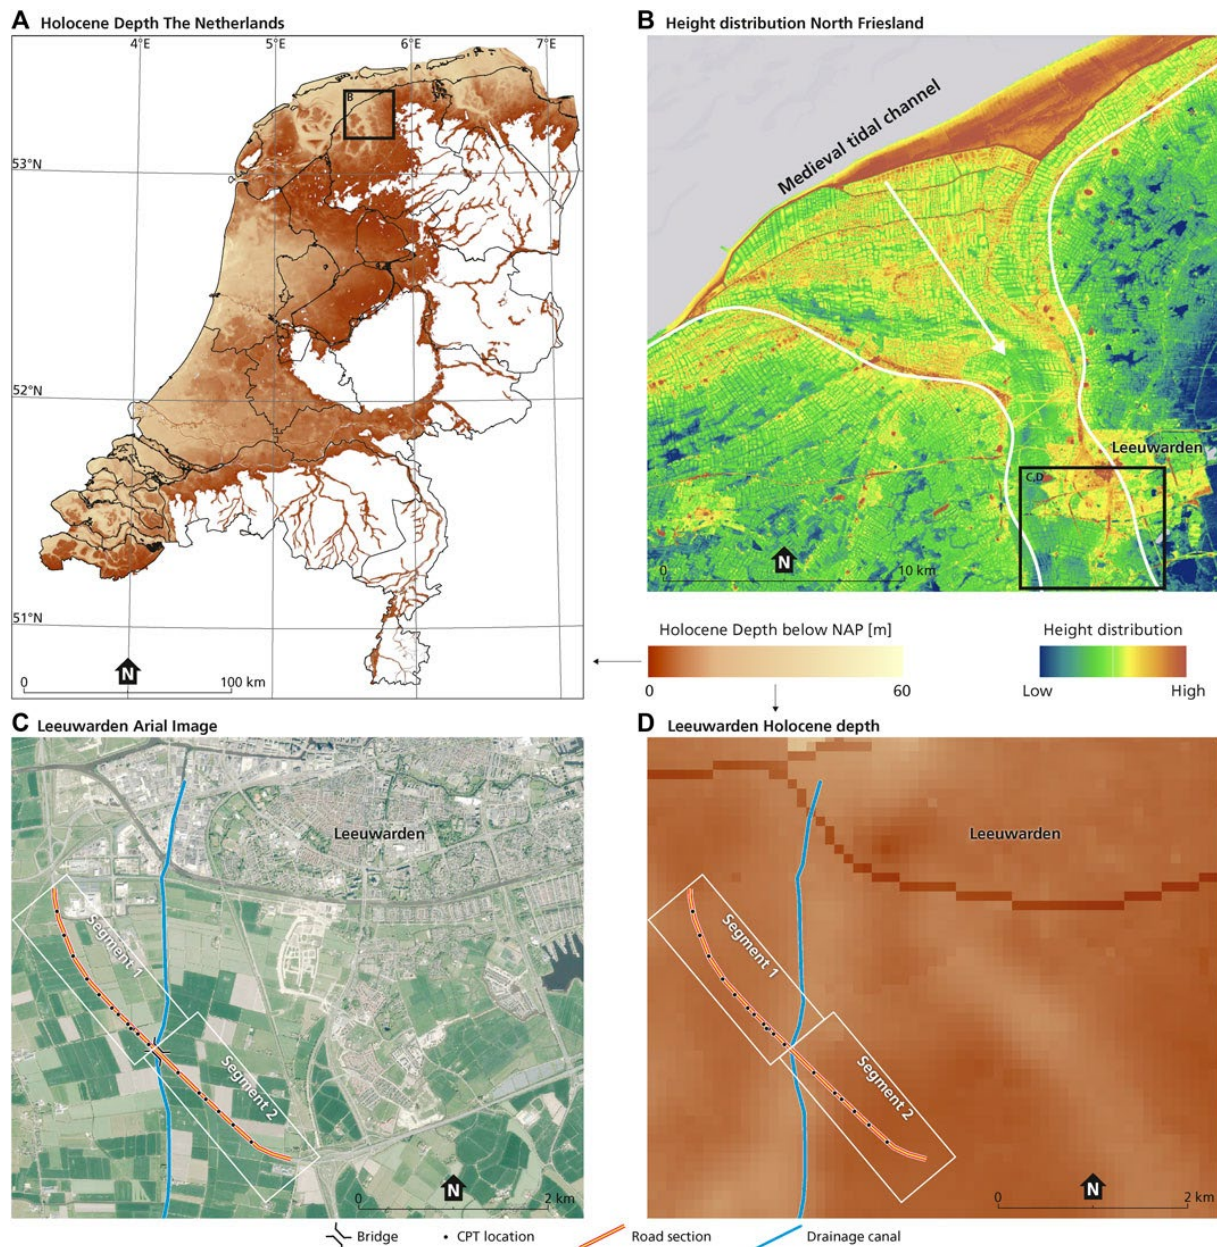 A Holocene Depth The Netherlands
4°E 5°E 6°E 7°E
B
53°N
52°N
51°N
N
0 100 km
B Height distribution North Friesland
Medieval tidal channel
Leeuwarden
C,D
N
0 10 km
Holocene Depth below NAP [m]
0 60
Height distribution
Low High
C Leeuwarden Arial Image
Leeuwarden
Segment 1
Segment 2
N
0 2 km
D Leeuwarden Holocene depth
Leeuwarden
Segment 1
Segment 2
N
0 2 km
Bridge CPT location Road section Drainage canal